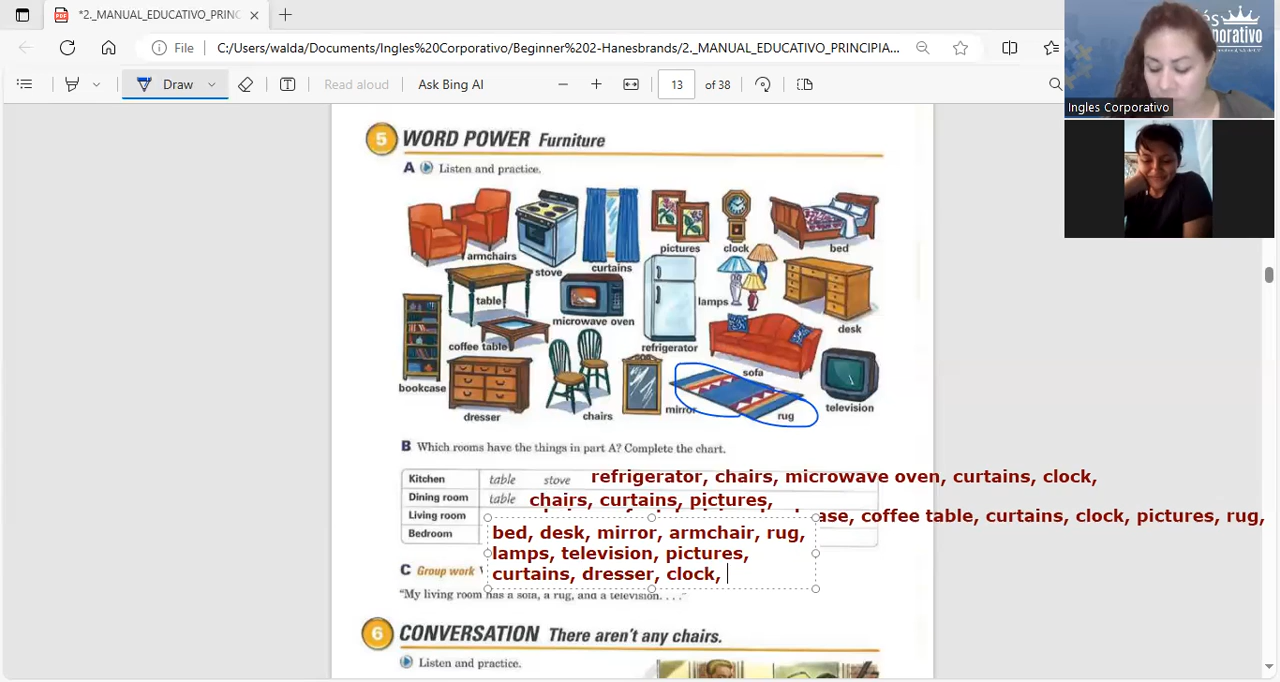 *2._MANUAL_EDUCATIVO_PRINC
File
C:/Users/walda/Documents/Ingles%20Corporativo/Beginner%202-Hanesbrands/2._MANUAL_EDUCATIVO_PRINCIPIA...
Draw
Read aloud
Ask Bing AI
13 of 38
Corporativo
Ingles Corporativo
5 WORD POWER Furniture
A Listen and practice.
armchairs
stove
curtains
pictures
clock
bed
table
microwave oven
refrigerator
lamps
desk
coffee table
bookcase
dresser
chairs
mirror
rug
sofa
television
B Which rooms have the things in part A? Complete the chart.
Kitchen table stove refrigerator, chairs, microwave oven, curtains, clock,
Dining room table chairs, curtains, pictures,
Living room coffee table, curtains, clock, pictures, rug,
Bedroom bed, desk, mirror, armchair, rug,
lamps, television, pictures,
curtains, dresser, clock,
C Group work
"My living room has a sofa, a rug, and a television. . . ."
6 CONVERSATION There aren't any chairs.
Listen and practice.